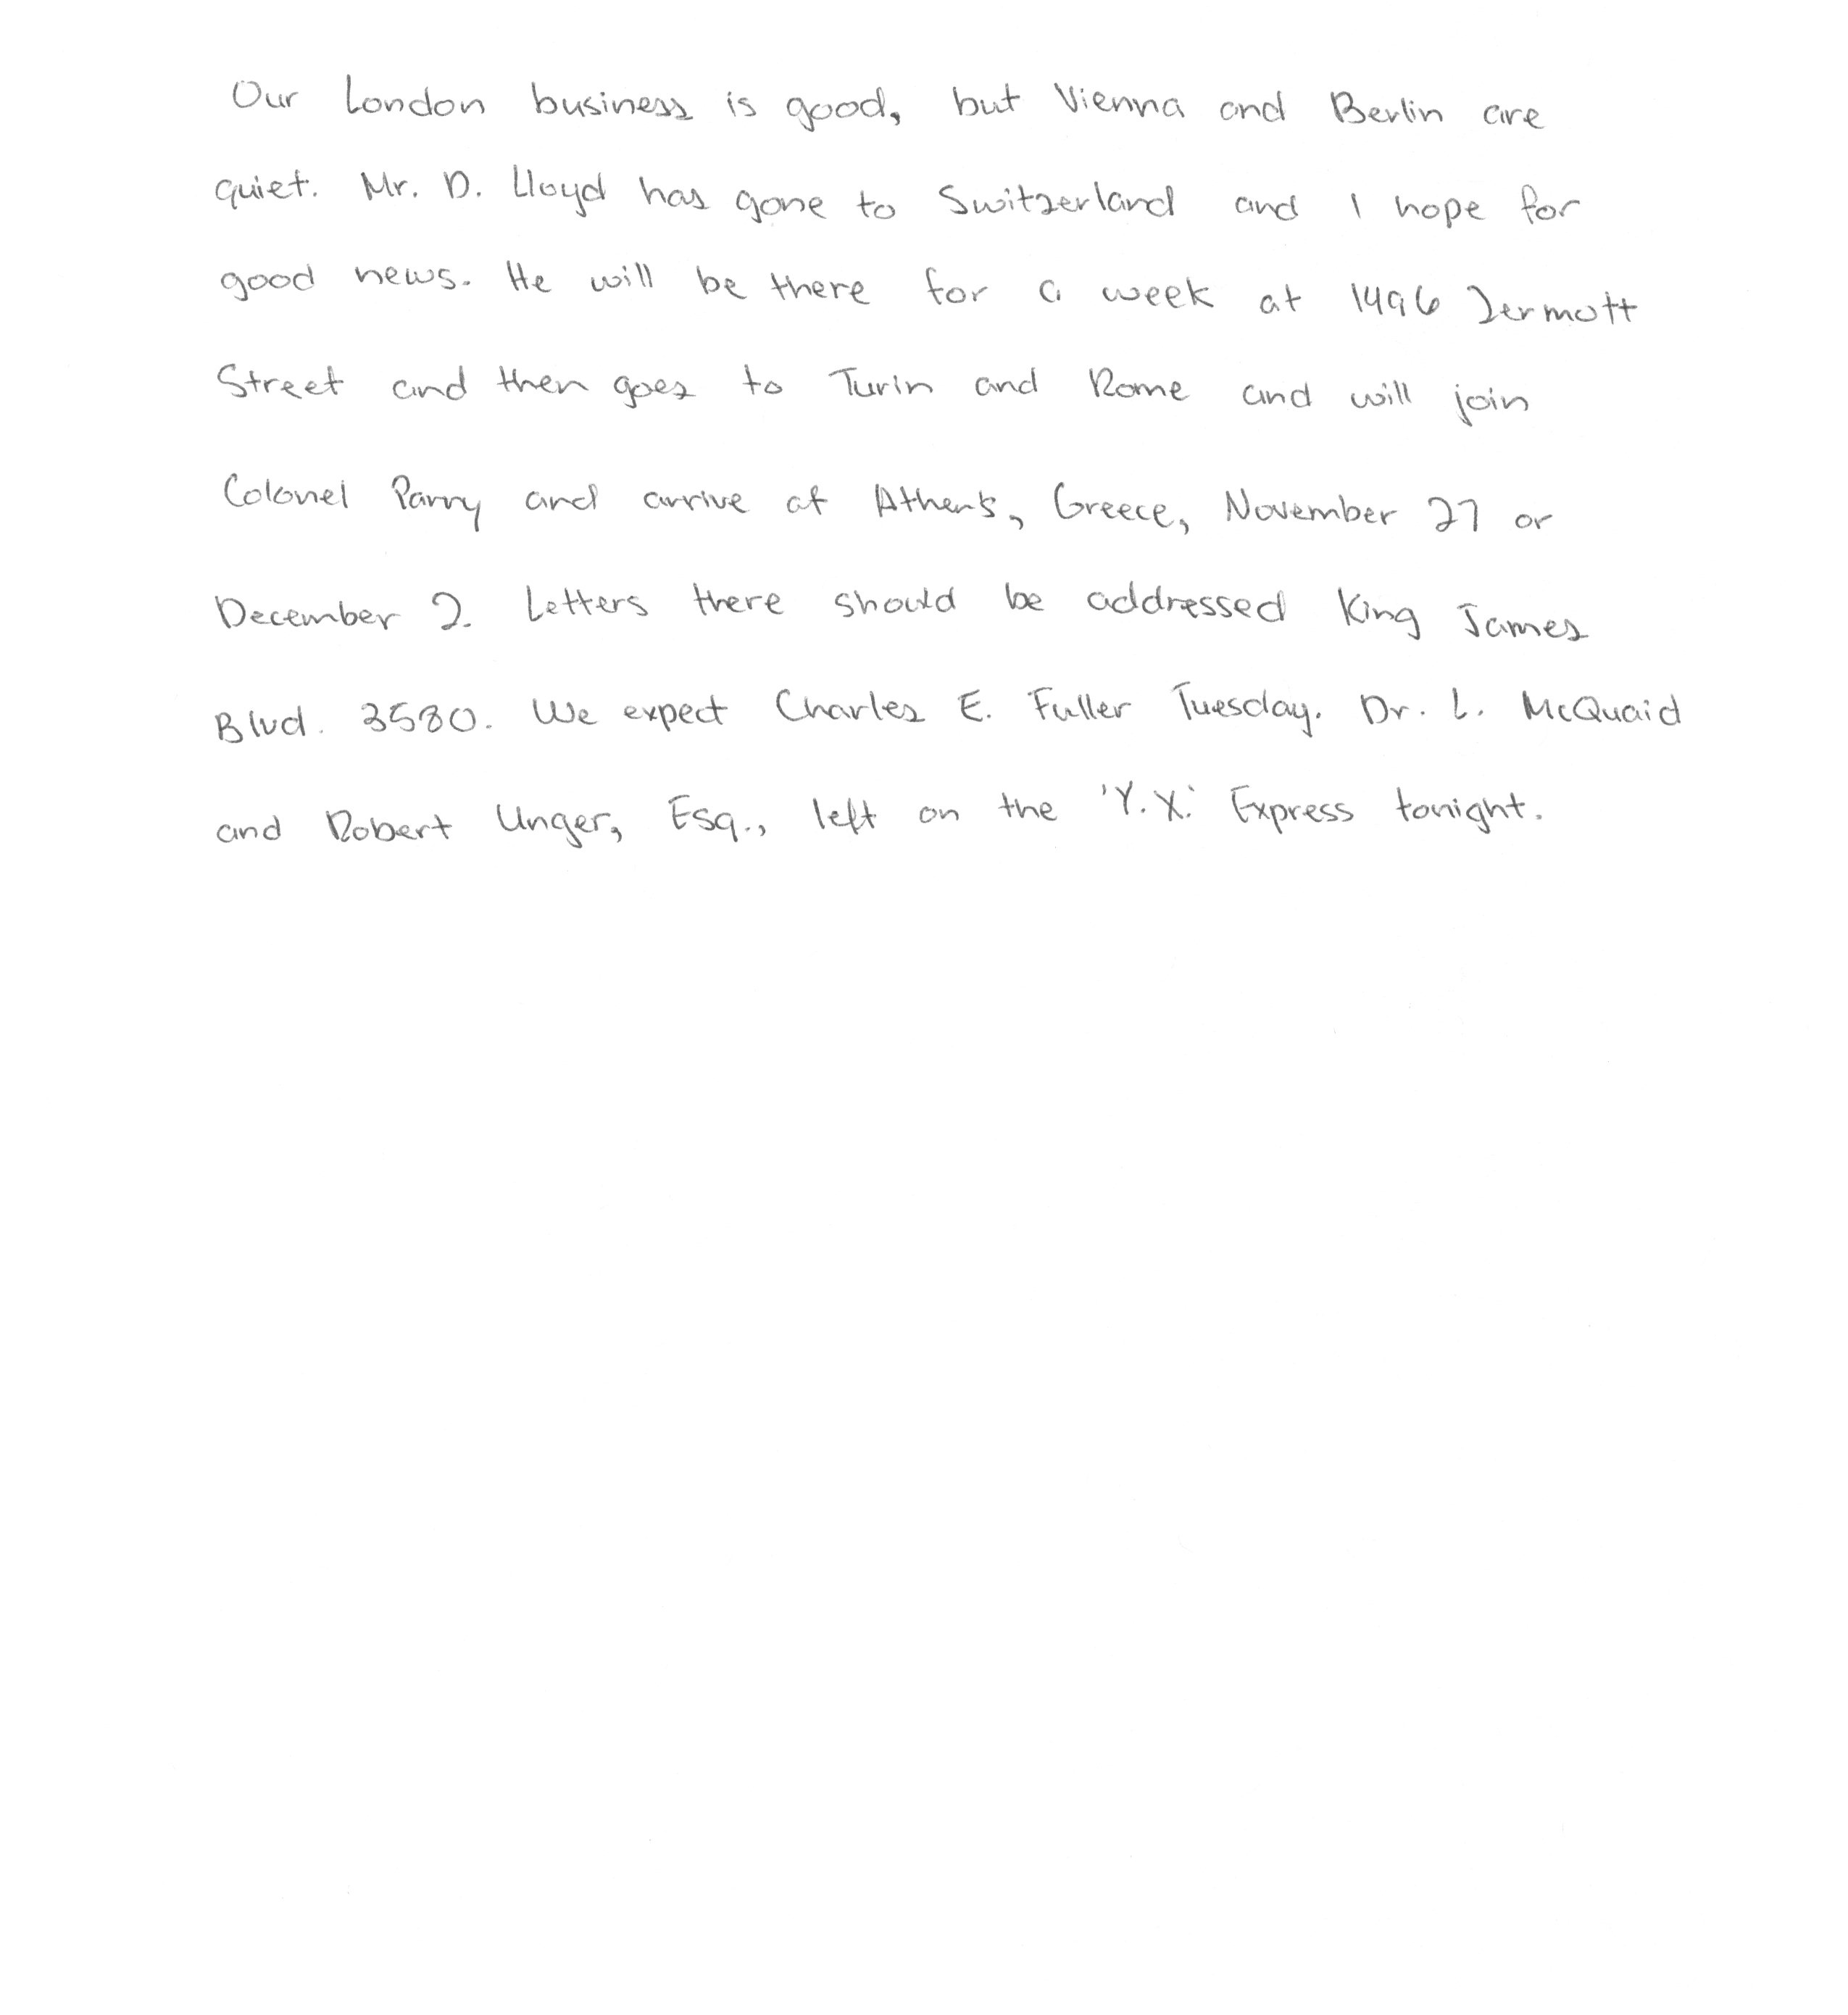 Our London business is good, but Vienna and Berlin are
quiet. Mr. D. Lloyd has gone to Switzerland and I hope for
good news. He will be there for a week at 1496 Zermott
Street and then goes to Turin and Rome and will join
Colonel Parry and arrive at Athens, Greece, November 27 or
December 2. Letters there should be addressed King James
Blvd. 3580. We expect Charles E. Fuller Tuesday. Dr. L. McQuaid
and Robert Unger, Esq., left on the 'Y.X.' Express tonight.